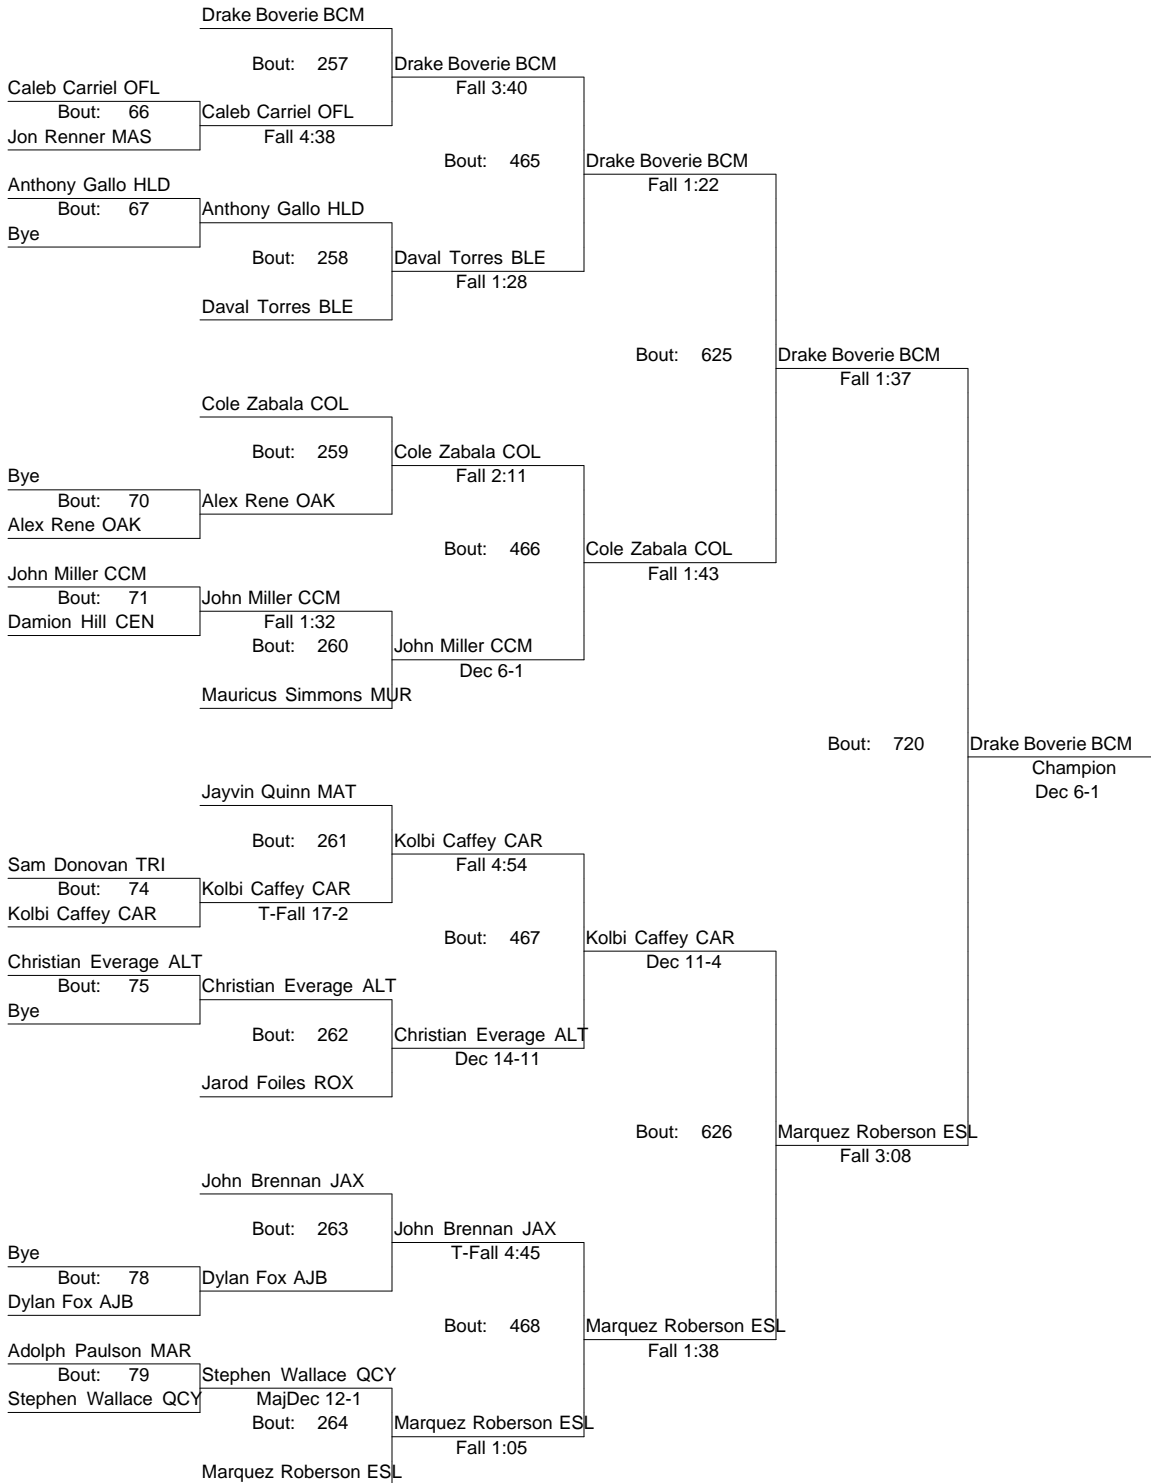 Drake Boverie BCM
Bout: 257 Drake Boverie BCM
Caleb Carriel OFL Fall 3:40
Bout: 66 Caleb Carriel OFL
Jon Renner MAS Fall 4:38
Bout: 465 Drake Boverie BCM
Anthony Gallo HLD Fall 1:22
Bout: 67 Anthony Gallo HLD
Bye
Bout: 258 Daval Torres BLE
Fall 1:28
Daval Torres BLE
Bout: 625 Drake Boverie BCM
Fall 1:37
Cole Zabala COL
Bout: 259 Cole Zabala COL
Bye Fall 2:11
Bout: 70 Alex Rene OAK
Alex Rene OAK
Bout: 466 Cole Zabala COL
John Miller CCM Fall 1:43
Bout: 71 John Miller CCM
Damion Hill CEN Fall 1:32
Bout: 260 John Miller CCM
Dec 6-1
Mauricus Simmons MUR
Bout: 720 Drake Boverie BCM
Champion
Jayvin Quinn MAT Dec 6-1
Bout: 261 Kolbi Caffey CAR
Sam Donovan TRI Fall 4:54
Bout: 74 Kolbi Caffey CAR
Kolbi Caffey CAR T-Fall 17-2
Bout: 467 Kolbi Caffey CAR
Christian Everage ALT Dec 11-4
Bout: 75 Christian Everage ALT
Bye
Bout: 262 Christian Everage ALT
Dec 14-11
Jarod Foiles ROX
Bout: 626 Marquez Roberson ESL
Fall 3:08
John Brennan JAX
Bout: 263 John Brennan JAX
Bye T-Fall 4:45
Bout: 78 Dylan Fox AJB
Dylan Fox AJB
Bout: 468 Marquez Roberson ESL
Adolph Paulson MAR Fall 1:38
Bout: 79 Stephen Wallace QCY
Stephen Wallace QCY MajDec 12-1
Bout: 264 Marquez Roberson ESL
Fall 1:05
Marquez Roberson ESL